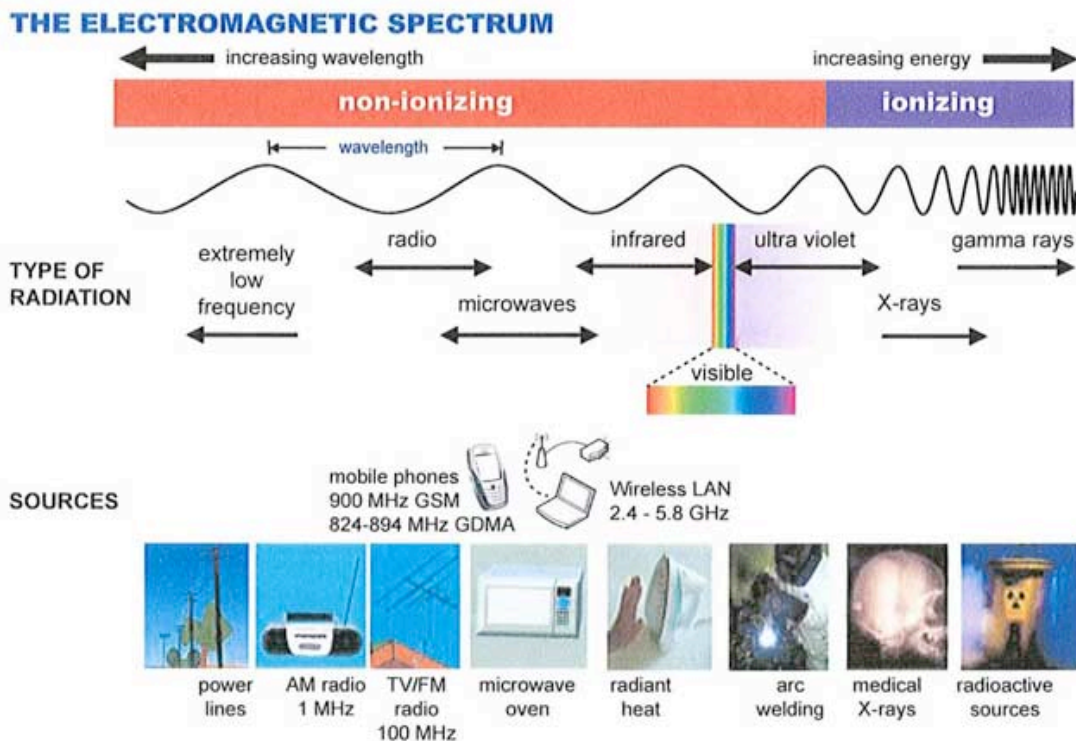 THE ELECTROMAGNETIC SPECTRUM
increasing wavelength
increasing energy
non-ionizing
ionizing
wavelength
TYPE OF
RADIATION
extremely
low
frequency
radio
microwaves
infrared
ultra violet
X-rays
gamma rays
visible
SOURCES
mobile phones
900 MHz GSM
824-894 MHz GDMA
Wireless LAN
2.4 - 5.8 GHz
power
lines
AM radio
1 MHz
TV/FM
radio
100 MHz
microwave
oven
radiant
heat
arc
welding
medical
X-rays
radioactive
sources